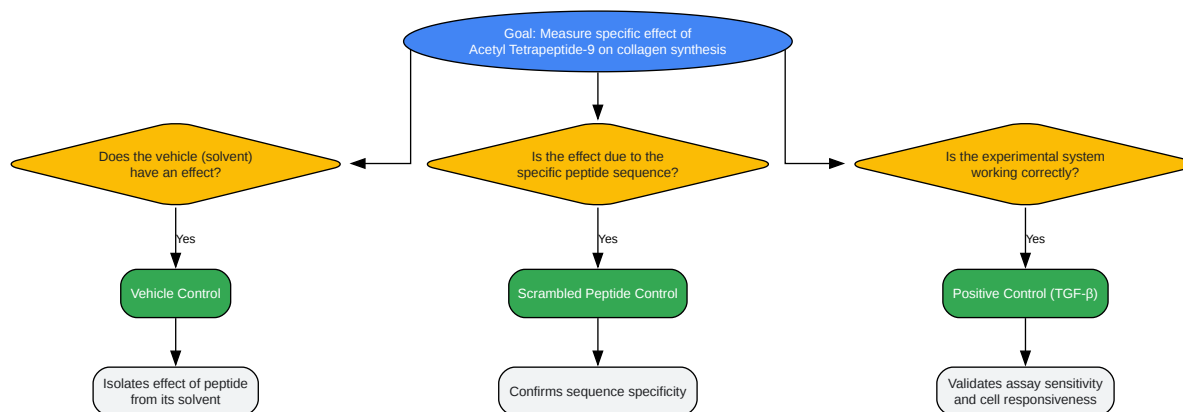 Goal: Measure specific effect of
Acetyl Tetrapeptide-9 on collagen synthesis
Does the vehicle (solvent)
have an effect?
Is the effect due to the
specific peptide sequence?
Is the experimental system
working correctly?
Yes
Yes
Yes
Vehicle Control
Scrambled Peptide Control
Positive Control (TGF-β)
Isolates effect of peptide
from its solvent
Confirms sequence specificity
Validates assay sensitivity
and cell responsiveness